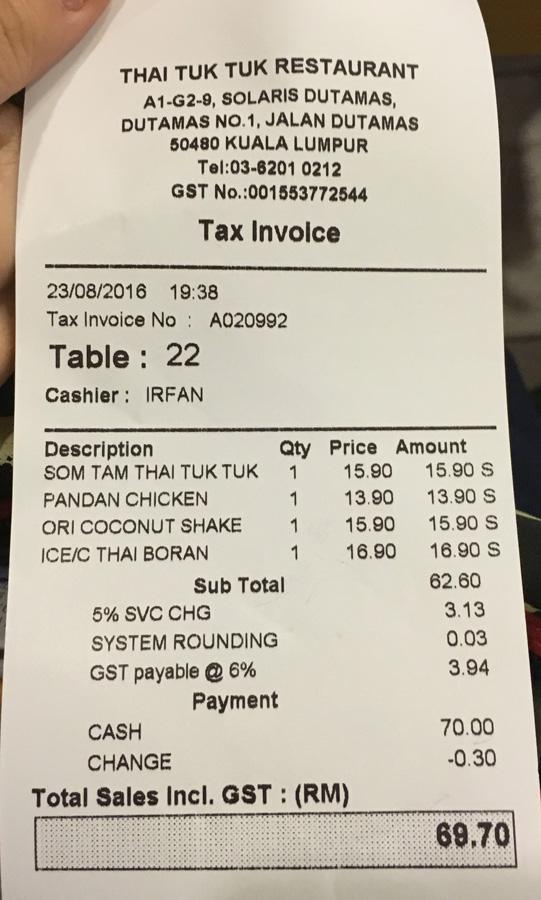 THAI TUK TUK RESTAURANT
A1-G2-9, SOLARIS DUTAMAS,
DUTAMAS NO.1, JALAN DUTAMAS
50480 KUALA LUMPUR
Tel:03-6201 0212
GST No.:001553772544
Tax Invoice
23/08/2016 19:38
Tax Invoice No : A020992
Table : 22
Cashier : IRFAN
Description Qty Price Amount
SOM TAM THAI TUK TUK 1 15.90 15.90 S
PANDAN CHICKEN 1 13.90 13.90 S
ORI COCONUT SHAKE 1 15.90 15.90 S
ICE/C THAI BORAN 1 16.90 16.90 S
Sub Total 62.60
5% SVC CHG 3.13
SYSTEM ROUNDING 0.03
GST payable @ 6% 3.94
Payment
CASH 70.00
CHANGE -0.30
Total Sales Incl. GST : (RM)
69.70